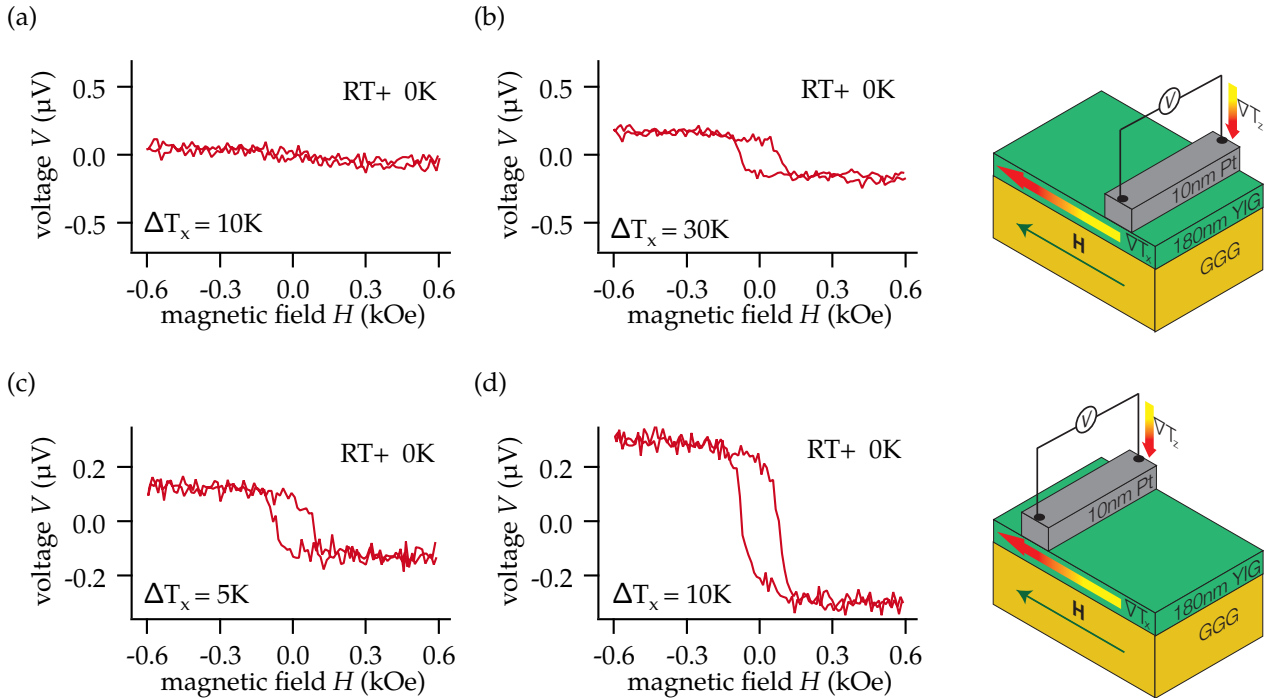 (a)
voltage V (µV)
0.5
0.0
-0.5
RT+ 0K
ΔTₓ = 10K
-0.6 -0.3 0.0 0.3 0.6
magnetic field H (kOe)
(b)
voltage V (µV)
0.5
0.0
-0.5
RT+ 0K
ΔTₓ = 30K
-0.6 -0.3 0.0 0.3 0.6
magnetic field H (kOe)
V
∇T_z
10nm Pt
∇Tₓ
180nm YIG
H
GGG
(c)
voltage V (µV)
0.2
0.0
-0.2
RT+ 0K
ΔTₓ = 5K
-0.6 -0.3 0.0 0.3 0.6
magnetic field H (kOe)
(d)
voltage V (µV)
0.2
0.0
-0.2
RT+ 0K
ΔTₓ = 10K
-0.6 -0.3 0.0 0.3 0.6
magnetic field H (kOe)
V
∇T_z
10nm Pt
∇Tₓ
180nm YIG
H
GGG